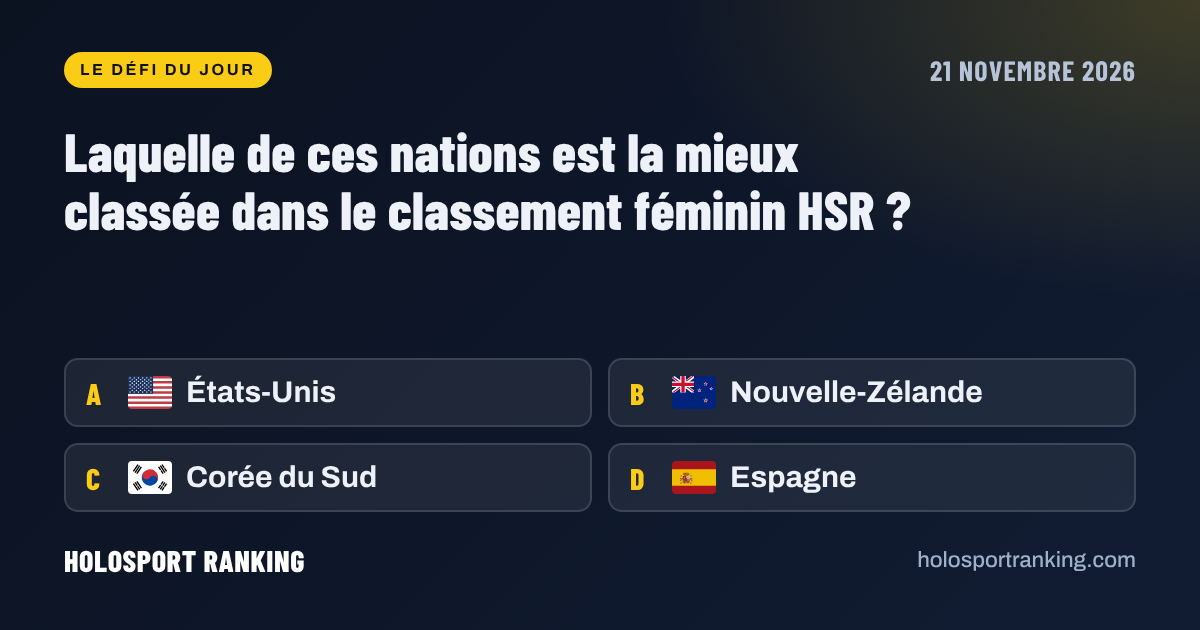 LE DÉFI DU JOUR
21 NOVEMBRE 2026
Laquelle de ces nations est la mieux
classée dans le classement féminin HSR ?
A États-Unis
B Nouvelle-Zélande
C Corée du Sud
D Espagne
HOLOSPORT RANKING
holosportranking.com